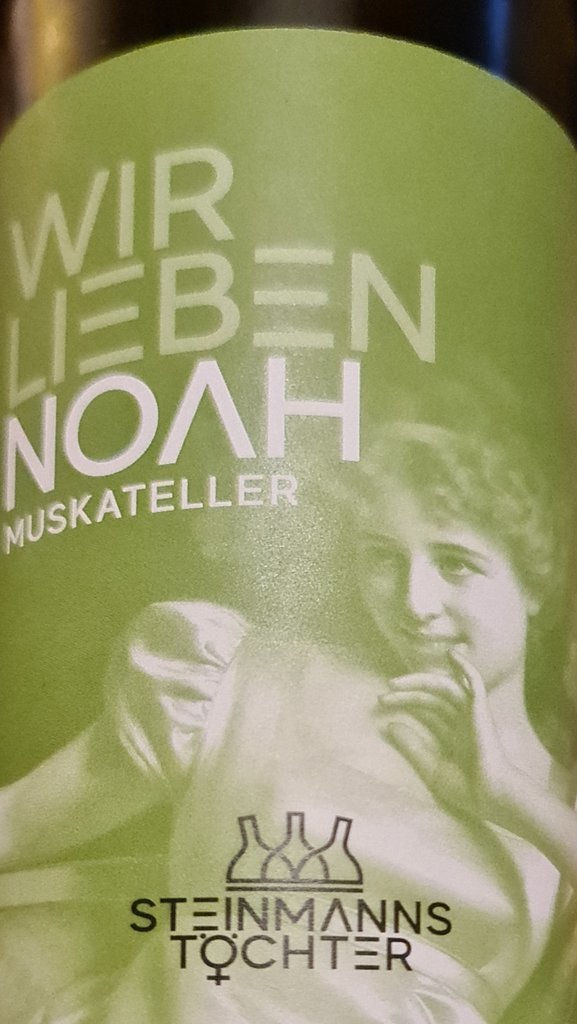 WIR
LIEBEN
NOAH
MUSKATELLER
STEINMANNS
TÖCHTER